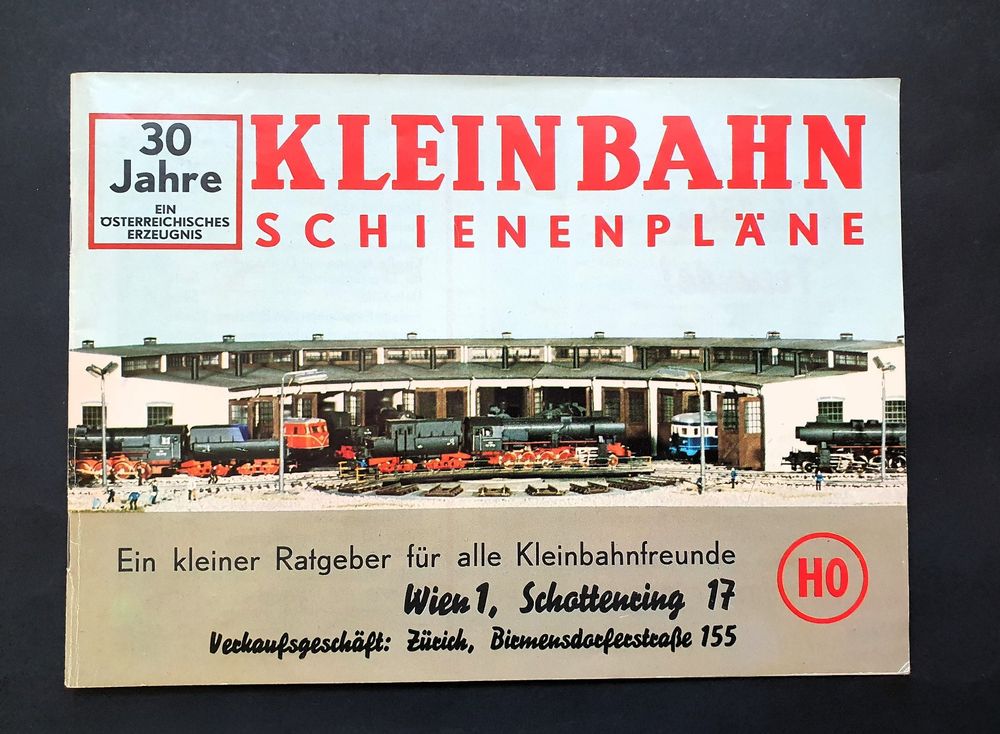 30
Jahre
EIN
ÖSTERREICHISCHES
ERZEUGNIS
KLEINBAHN
SCHIENENPLÄNE
Ein kleiner Ratgeber für alle Kleinbahnfreunde
Wien 1, Schottenring 17
Verkaufsgeschäft: Zürich, Birmensdorferstraße 155
HO